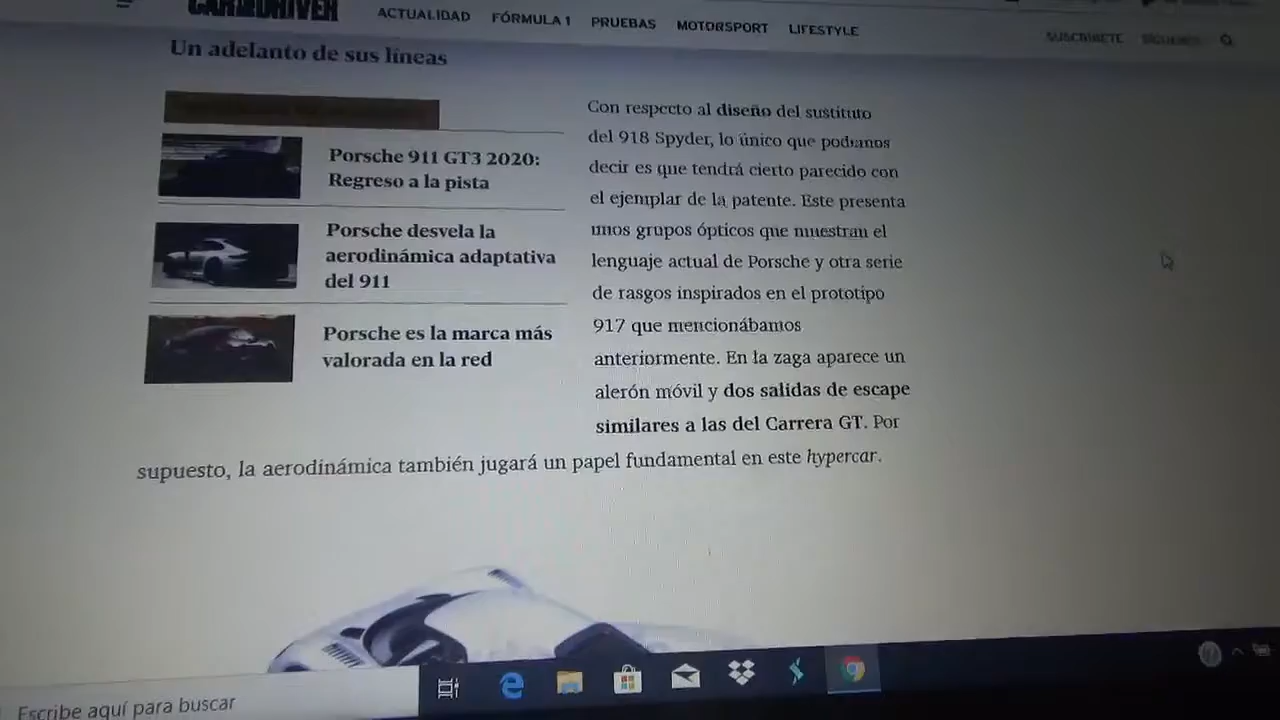 CAR AND DRIVER
ACTUALIDAD FÓRMULA 1 PRUEBAS MOTORSPORT LIFESTYLE
SUSCRÍBETE SÍGUENOS
Un adelanto de sus líneas
Porsche 911 GT3 2020:
Regreso a la pista
Porsche desvela la
aerodinámica adaptativa
del 911
Porsche es la marca más
valorada en la red
Con respecto al diseño del sustituto
del 918 Spyder, lo único que podamos
decir es que tendrá cierto parecido con
el ejemplar de la patente. Este presenta
unos grupos ópticos que muestran el
lenguaje actual de Porsche y otra serie
de rasgos inspirados en el prototipo
917 que mencionábamos
anteriormente. En la zaga aparece un
alerón móvil y dos salidas de escape
similares a las del Carrera GT. Por
supuesto, la aerodinámica también jugará un papel fundamental en este hypercar.
Escribe aquí para buscar